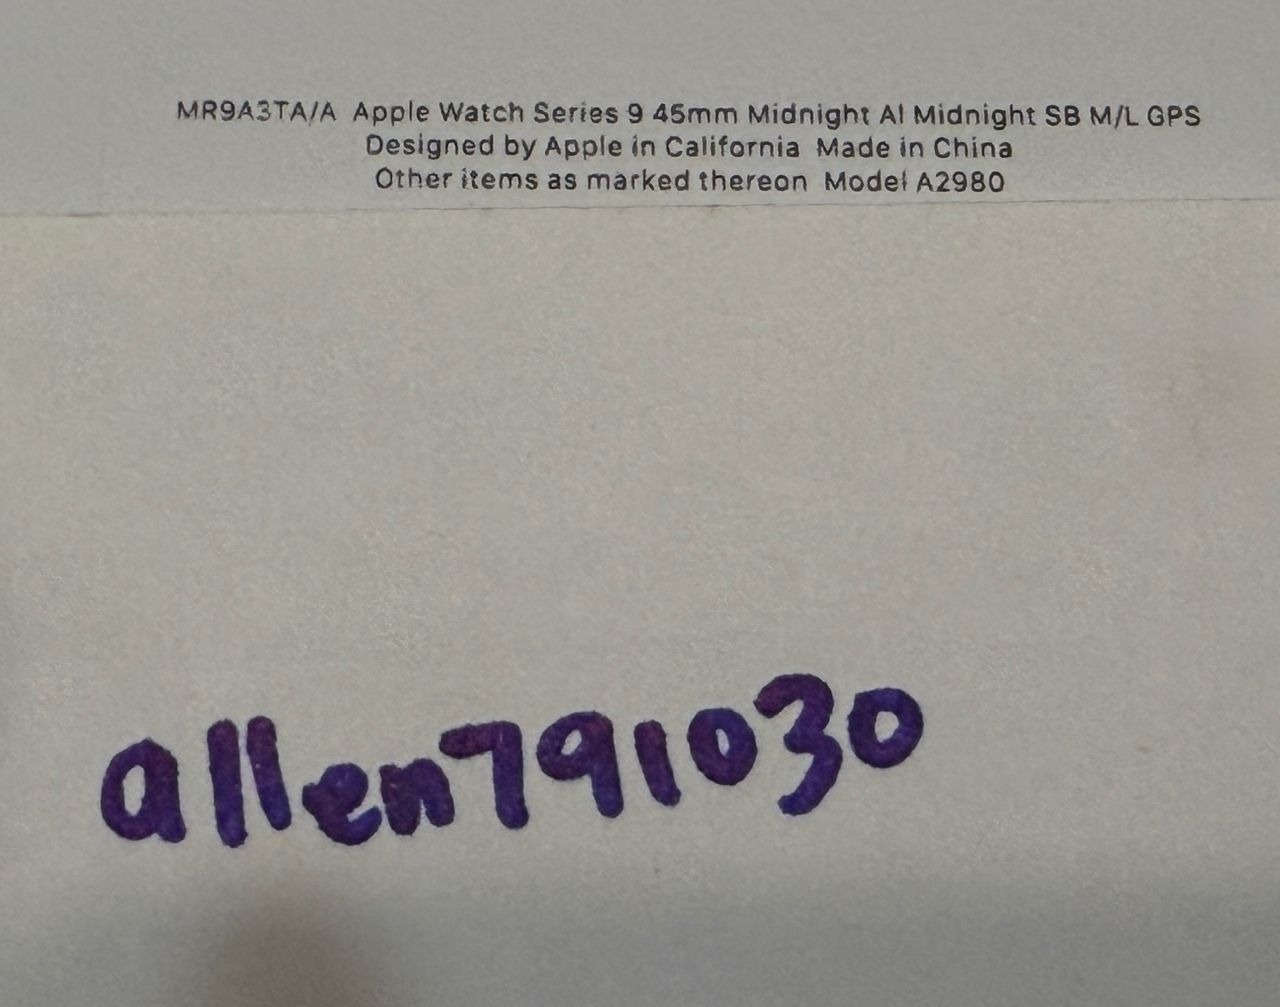 MR9A3TA/A Apple Watch Series 9 45mm Midnight Al Midnight SB M/L GPS
Designed by Apple in California Made in China
Other items as marked thereon Model A2980
allen791030